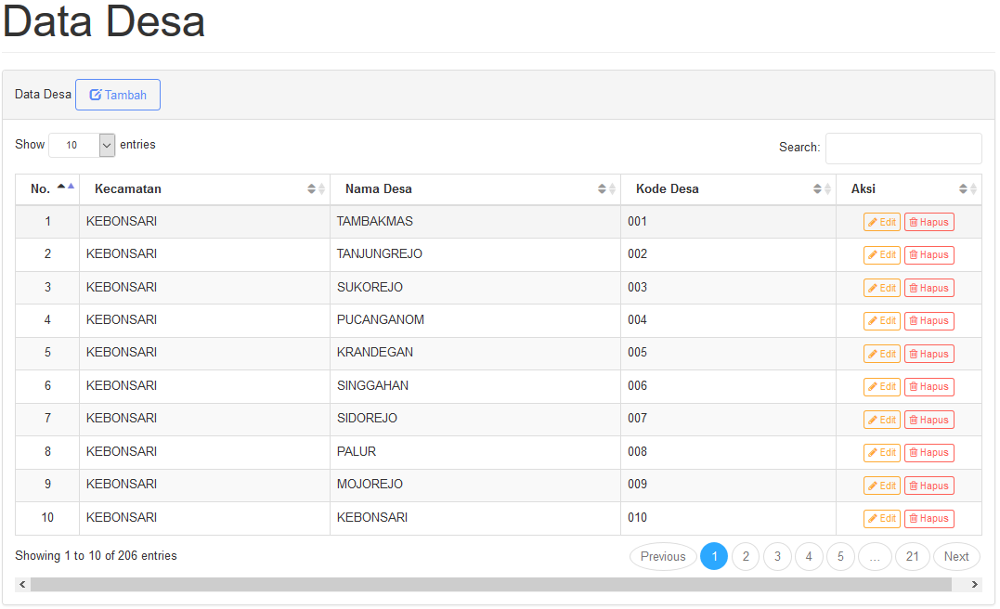 Data Desa
Data Desa Tambah
Show 10 entries Search:
No. Kecamatan Nama Desa Kode Desa Aksi
1 KEBONSARI TAMBAKMAS 001 Edit Hapus
2 KEBONSARI TANJUNGREJO 002 Edit Hapus
3 KEBONSARI SUKOREJO 003 Edit Hapus
4 KEBONSARI PUCANGANOM 004 Edit Hapus
5 KEBONSARI KRANDEGAN 005 Edit Hapus
6 KEBONSARI SINGGAHAN 006 Edit Hapus
7 KEBONSARI SIDOREJO 007 Edit Hapus
8 KEBONSARI PALUR 008 Edit Hapus
9 KEBONSARI MOJOREJO 009 Edit Hapus
10 KEBONSARI KEBONSARI 010 Edit Hapus
Showing 1 to 10 of 206 entries Previous 1 2 3 4 5 ... 21 Next